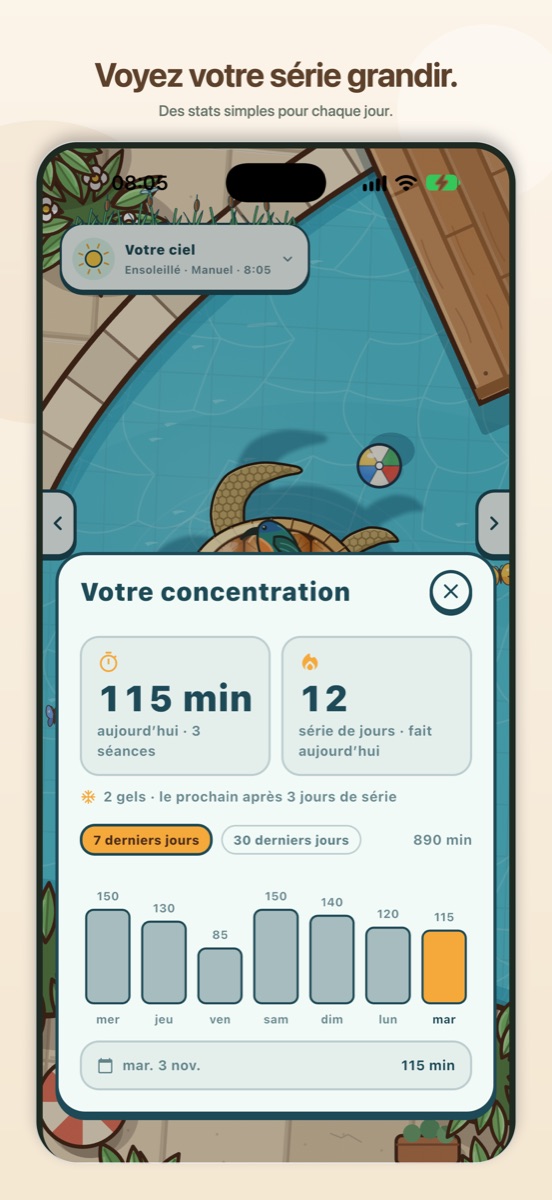 Voyez votre série grandir.
Des stats simples pour chaque jour.
08:05
Votre ciel
Ensoleillé · Manuel · 8:05
Votre concentration
115 min
aujourd'hui · 3
séances
12
série de jours · fait
aujourd'hui
2 gels · le prochain après 3 jours de série
7 derniers jours
30 derniers jours
890 min
150
130
85
150
140
120
115
mer
jeu
ven
sam
dim
lun
mar
mar. 3 nov.
115 min